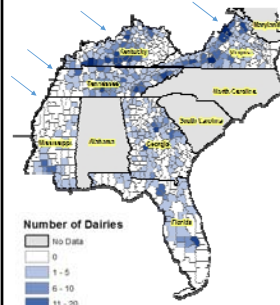 Maryland
Kentucky
Virginia
Tennessee
North Carolina
South Carolina
Mississippi
Alabama
Georgia
Florida
Number of Dairies
No Data
0
1 - 5
6 - 10
11 - 20